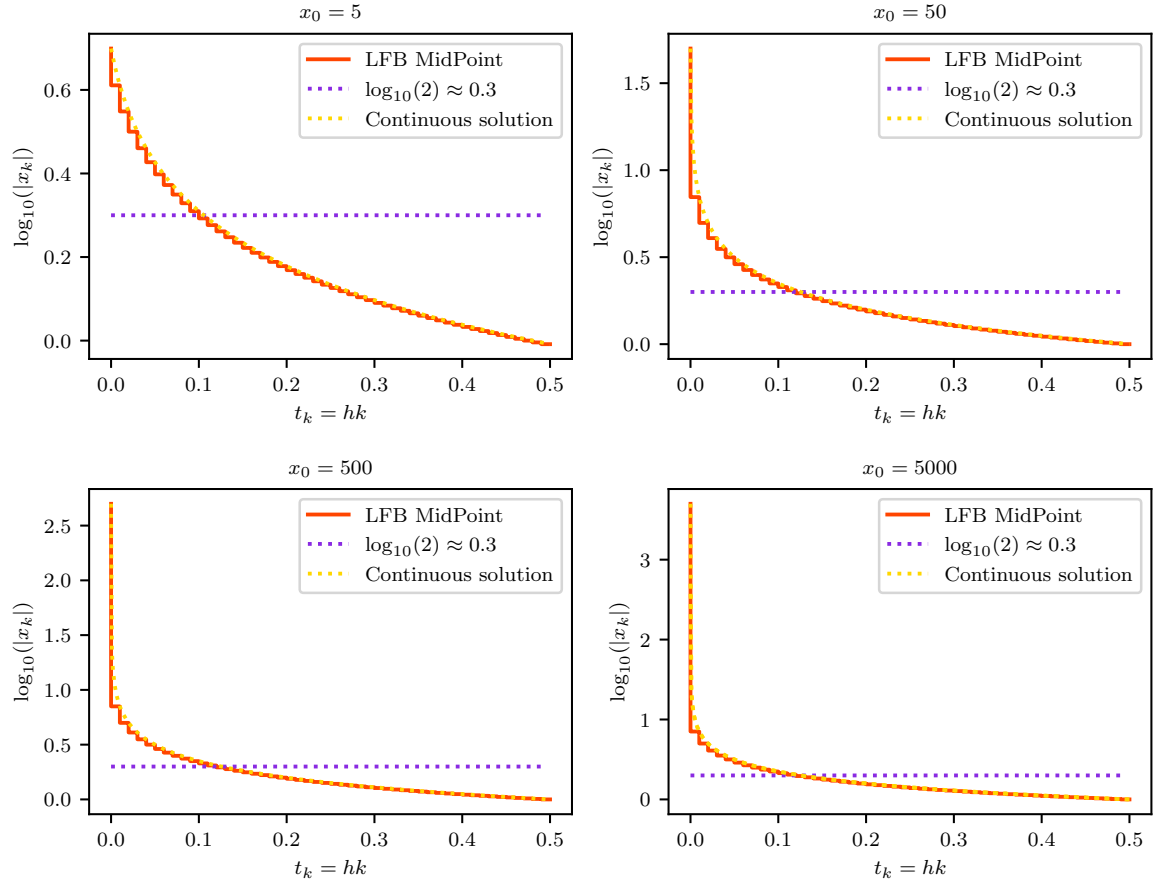 x₀ = 5
log₁₀(|xₖ|)
0.6
0.4
0.2
0.0
LFB MidPoint
log₁₀(2) ≈ 0.3
Continuous solution
0.0 0.1 0.2 0.3 0.4 0.5
tₖ = hk
x₀ = 50
log₁₀(|xₖ|)
1.5
1.0
0.5
0.0
LFB MidPoint
log₁₀(2) ≈ 0.3
Continuous solution
0.0 0.1 0.2 0.3 0.4 0.5
tₖ = hk
x₀ = 500
log₁₀(|xₖ|)
2.5
2.0
1.5
1.0
0.5
0.0
LFB MidPoint
log₁₀(2) ≈ 0.3
Continuous solution
0.0 0.1 0.2 0.3 0.4 0.5
tₖ = hk
x₀ = 5000
log₁₀(|xₖ|)
3
2
1
0
LFB MidPoint
log₁₀(2) ≈ 0.3
Continuous solution
0.0 0.1 0.2 0.3 0.4 0.5
tₖ = hk